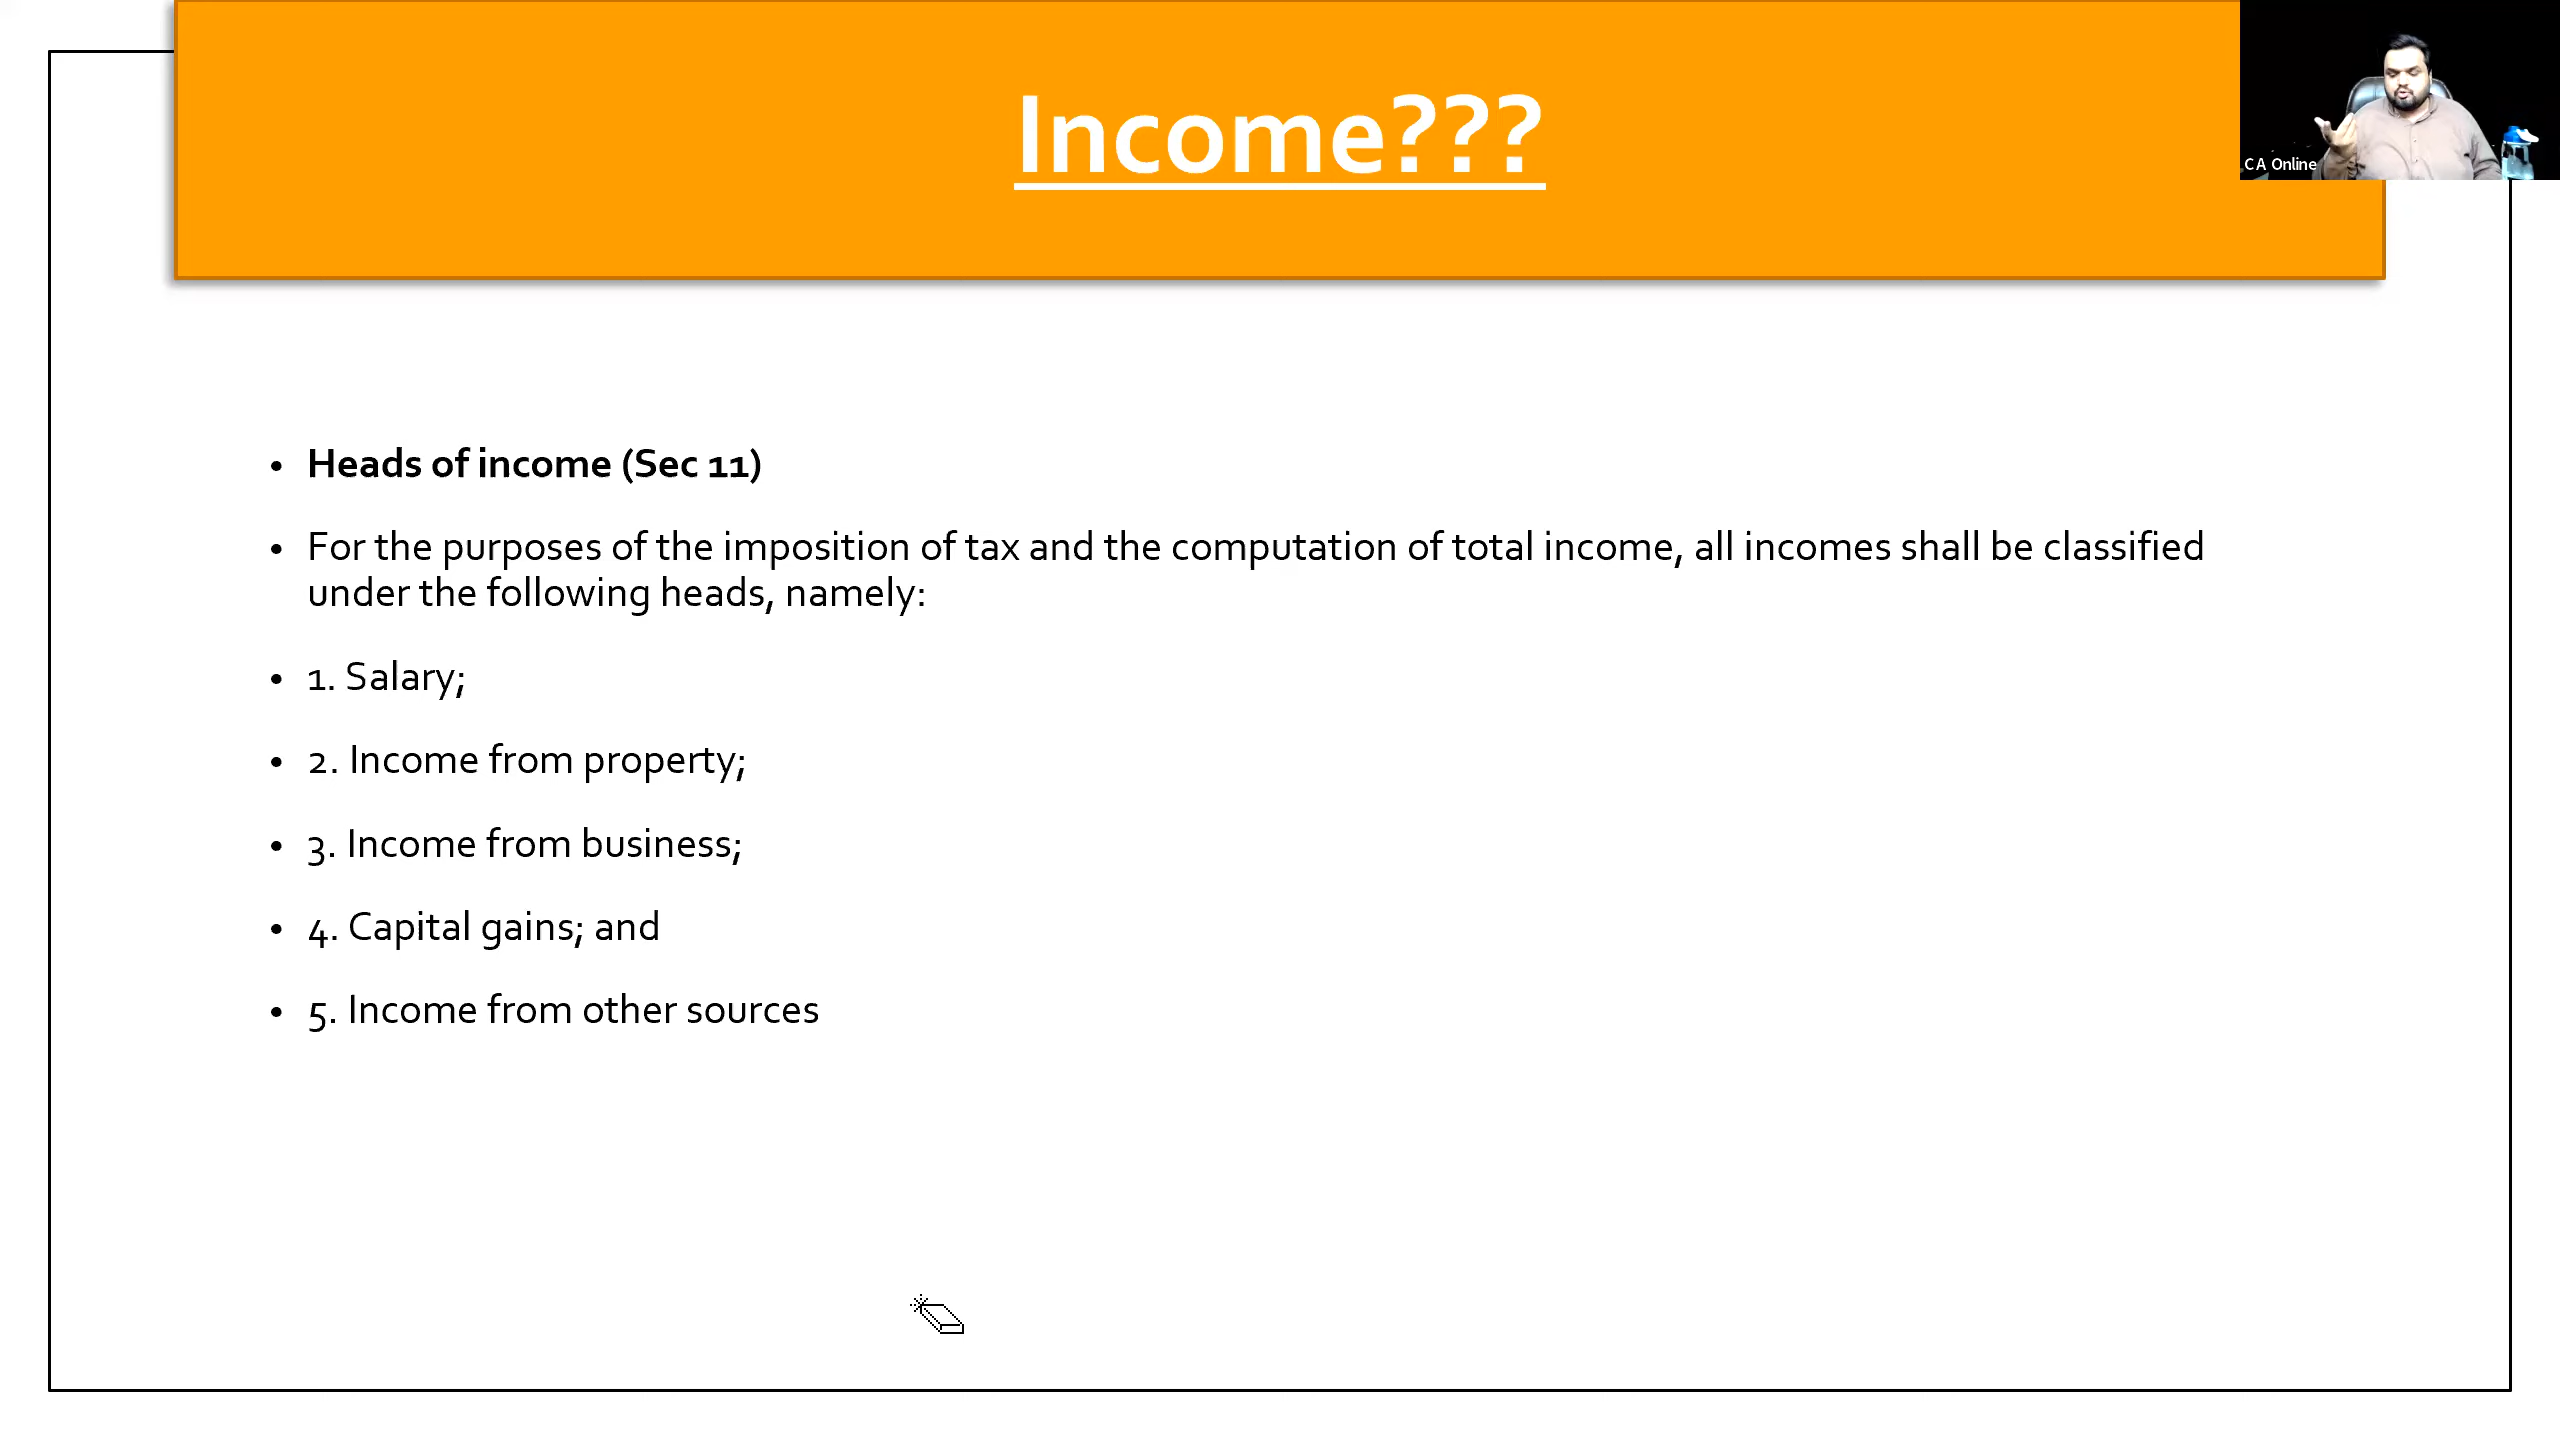 Income???
CA Online
• Heads of income (Sec 11)
• For the purposes of the imposition of tax and the computation of total income, all incomes shall be classified
under the following heads, namely:
• 1. Salary;
• 2. Income from property;
• 3. Income from business;
• 4. Capital gains; and
• 5. Income from other sources